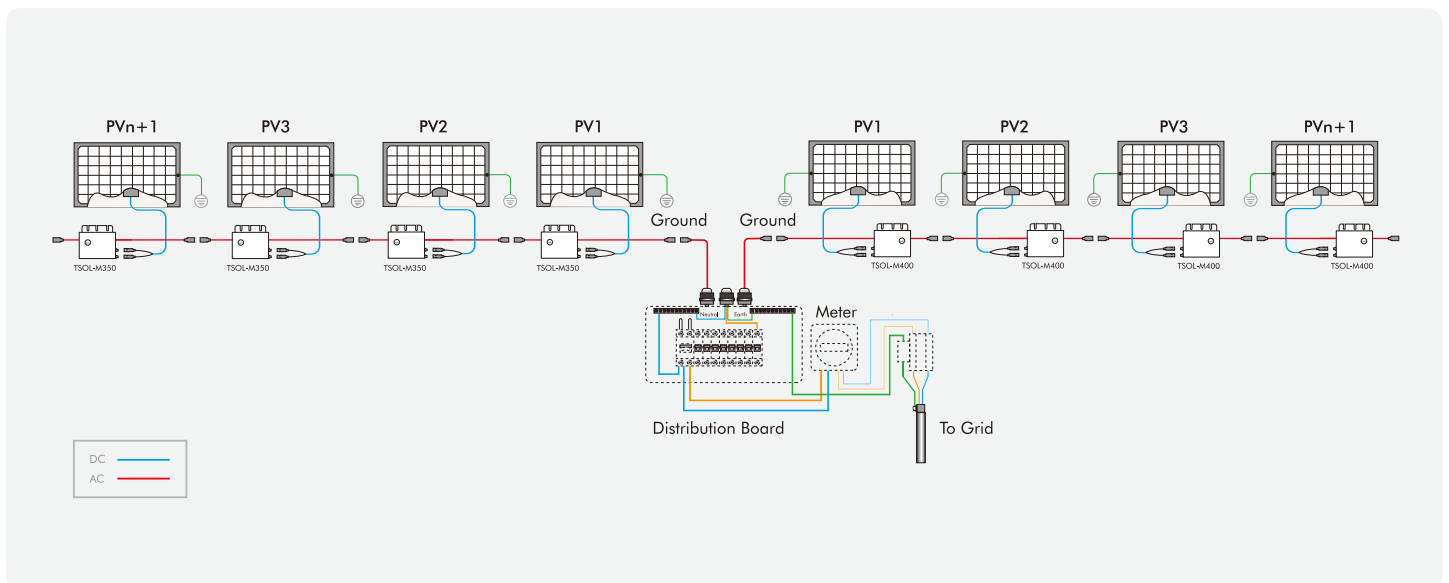 PVn+1 PV3 PV2 PV1 PV1 PV2 PV3 PVn+1
Ground Ground
TSOL-M350 TSOL-M350 TSOL-M350 TSOL-M350 TSOL-M400 TSOL-M400 TSOL-M400 TSOL-M400
Neutral Earth
Meter
Distribution Board
To Grid
DC
AC